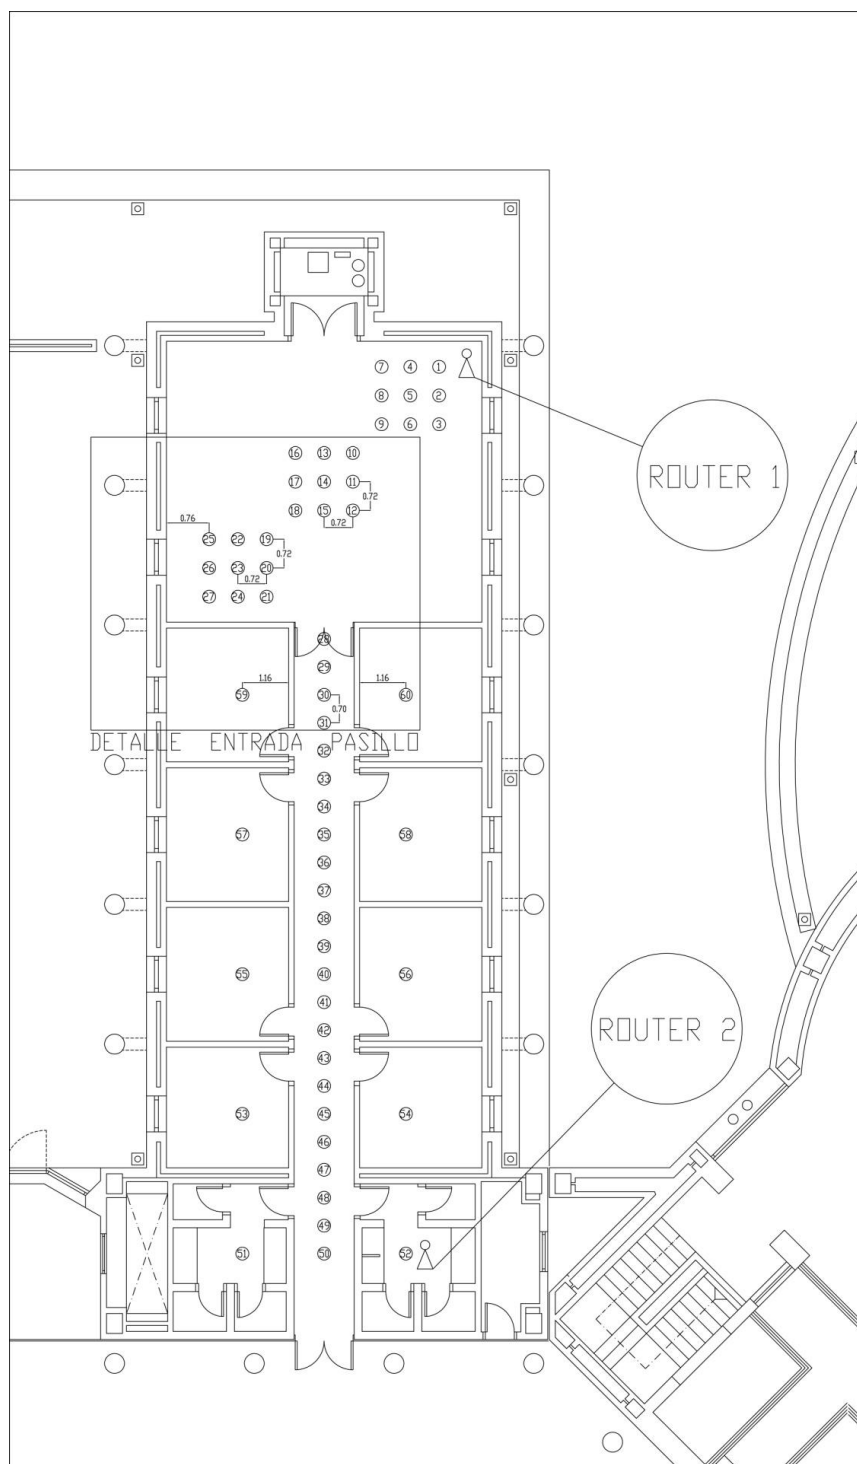 7 4 1
8 5 2
9 6 3
ROUTER 1
16 13 10
17 14 11
0.72
18 15 12
0.72
0.76
25 22 19
0.72
26 23 20
0.72
27 24 21
28
29
1.16 1.16
59 30 60
0.70
31
DETALLE ENTRADA PASILLO
32
33
34
57 35 58
36
37
38
39
55 40 56
41
42
ROUTER 2
43
44
53 45 54
46
47
48
49
51 50 52